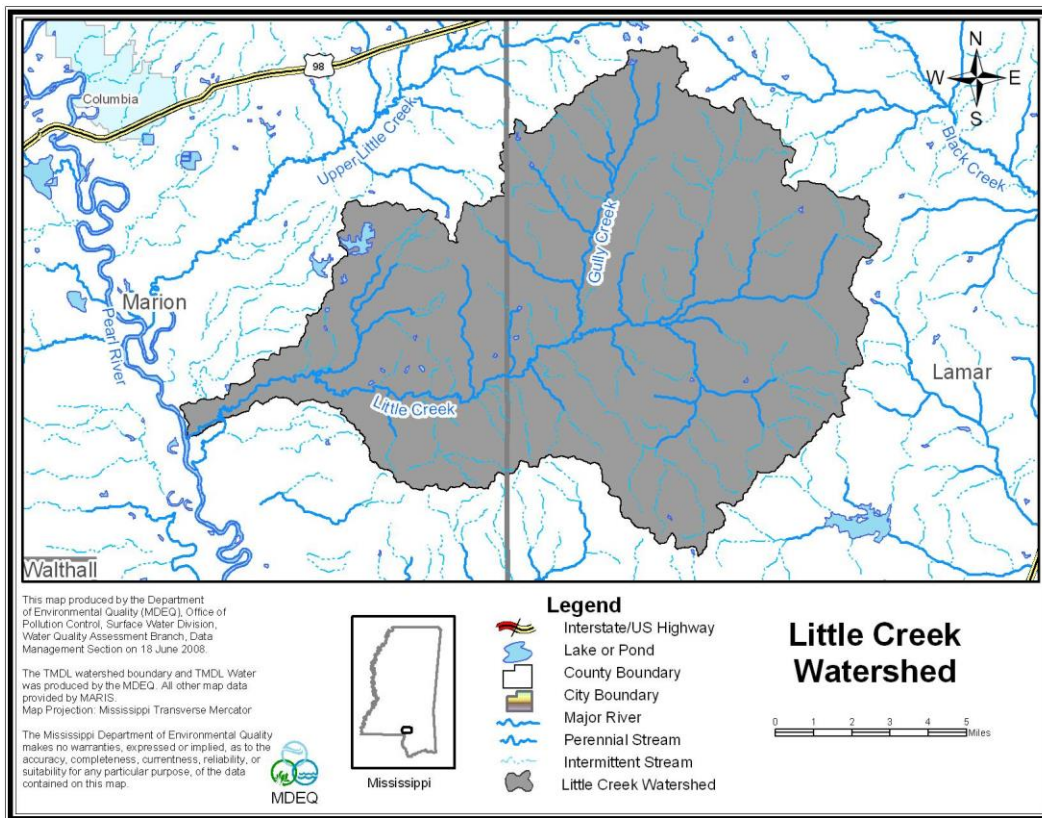 98
Columbia
Upper Little Creek
N
W
E
S
Black Creek
Gully Creek
Marion
Pearl River
Little Creek
Lamar
Walthall
This map produced by the Department
of Environmental Quality (MDEQ), Office of
Pollution Control, Surface Water Division,
Water Quality Assessment Branch, Data
Management Section on 18 June 2008.
The TMDL watershed boundary and TMDL Water
was produced by the MDEQ. All other map data
provided by MARIS.
Map Projection: Mississippi Transverse Mercator
The Mississippi Department of Environmental Quality
makes no warranties, expressed or implied, as to the
accuracy, completeness, currentness, reliability, or
suitability for any particular purpose, of the data
contained on this map.
MDEQ
Mississippi
Legend
Interstate/US Highway
Lake or Pond
County Boundary
City Boundary
Major River
Perennial Stream
Intermittent Stream
Little Creek Watershed
Little Creek
Watershed
0 1 2 3 4 5
Miles